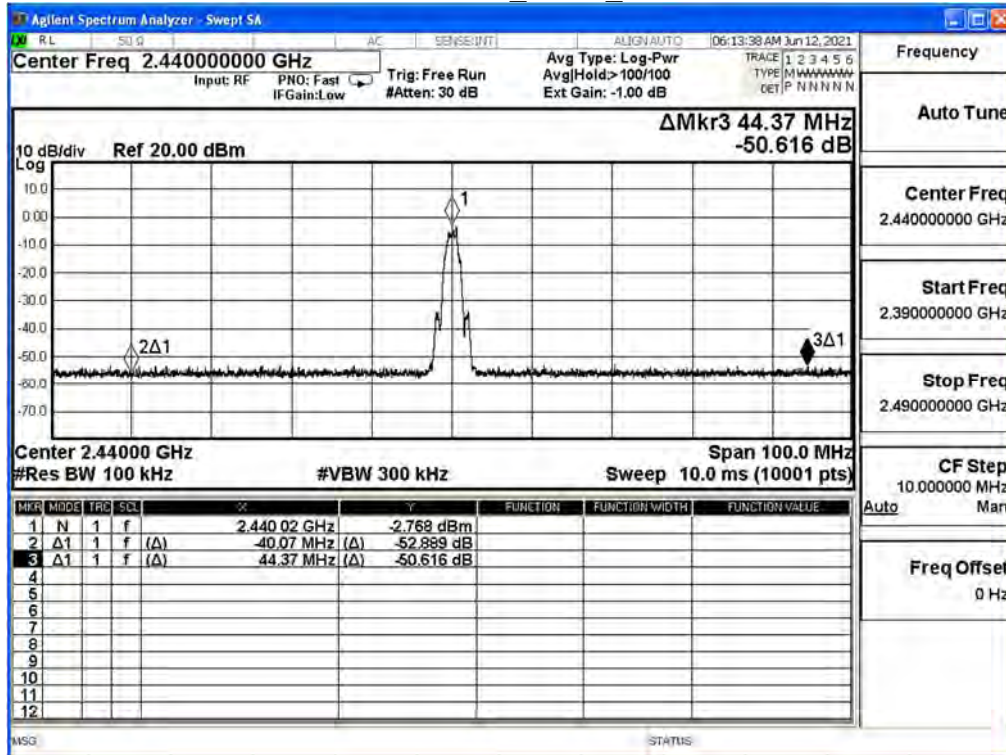 Agilent Spectrum Analyzer - Swept SA
RL 50 Ω AC SENSE:INT ALIGN AUTO 06:13:38 AM Jun 12, 2021
Center Freq 2.440000000 GHz
Input: RF PNO: Fast IFGain:Low
Trig: Free Run
#Atten: 30 dB
Avg Type: Log-Pwr
Avg|Hold:>100/100
Ext Gain: -1.00 dB
TRACE 1 2 3 4 5 6
TYPE M WWWWW
DET P N N N N N
ΔMkr3 44.37 MHz
-50.616 dB
10 dB/div Ref 20.00 dBm
Log
10.0
0.00
-10.0
-20.0
-30.0
-40.0
-50.0
-60.0
-70.0
1
2Δ1
3Δ1
Center 2.44000 GHz Span 100.0 MHz
#Res BW 100 kHz #VBW 300 kHz Sweep 10.0 ms (10001 pts)
MKR MODE TRC SCL X Y FUNCTION FUNCTION WIDTH FUNCTION VALUE
1 N 1 f 2.440 02 GHz -2.768 dBm
2 Δ1 1 f (Δ) -40.07 MHz (Δ) -52.889 dB
3 Δ1 1 f (Δ) 44.37 MHz (Δ) -50.616 dB
4
5
6
7
8
9
10
11
12
MSG STATUS
Frequency
Auto Tune
Center Freq
2.440000000 GHz
Start Freq
2.390000000 GHz
Stop Freq
2.490000000 GHz
CF Step
10.000000 MHz
Auto Man
Freq Offset
0 Hz